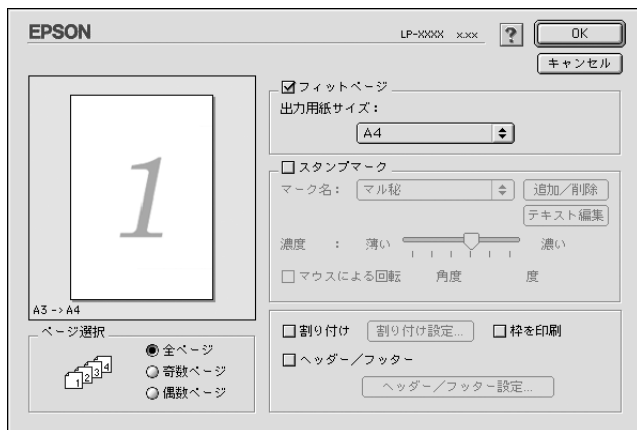 EPSON
LP-XXXX x.xx
?
OK
キャンセル
1
A3 -> A4
フィットページ
出力用紙サイズ：
A4
スタンプマーク
マーク名： マル秘 追加／削除
テキスト編集
濃度 ： 薄い 濃い
マウスによる回転 角度 度
ページ選択
1 2 3 4
全ページ
奇数ページ
偶数ページ
割り付け 割り付け設定... 枠を印刷
ヘッダー／フッター
ヘッダー／フッター設定...